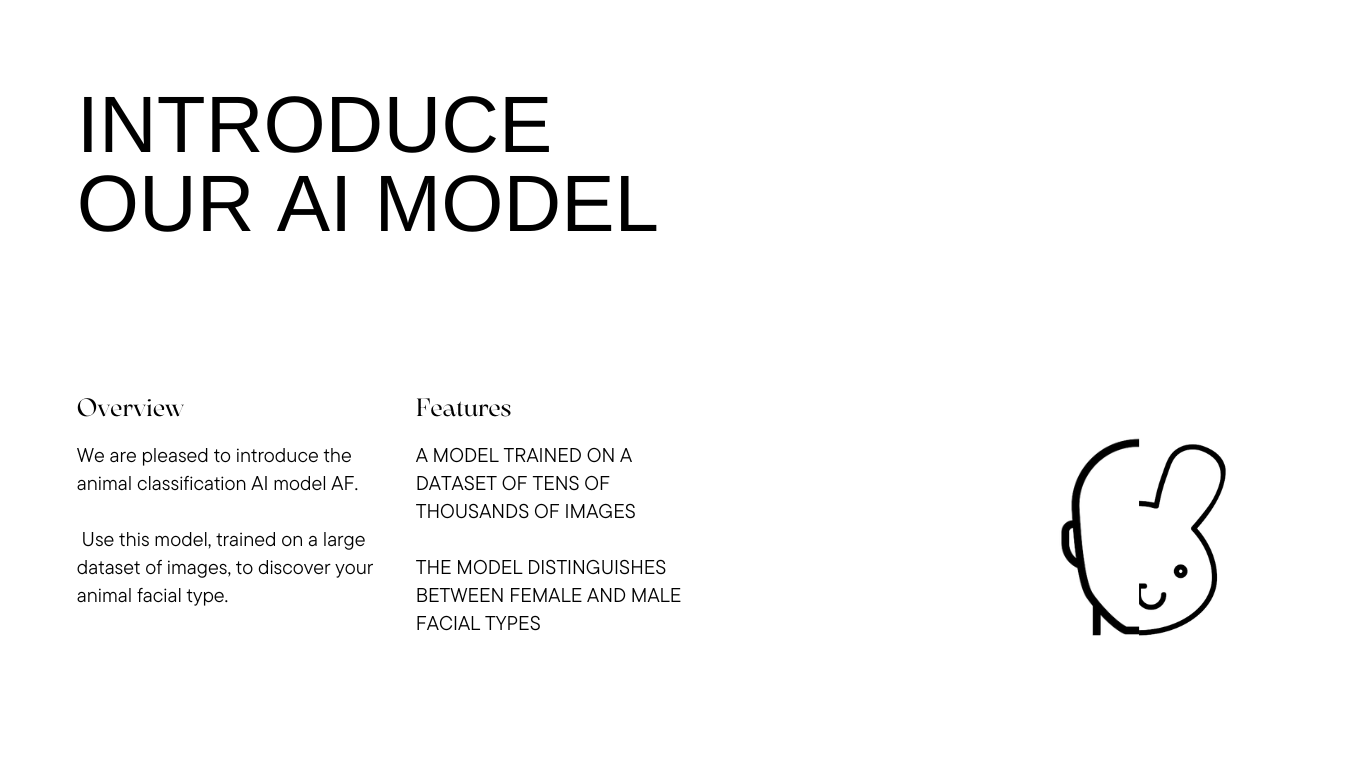 INTRODUCE
OUR AI MODEL
Overview
We are pleased to introduce the
animal classification AI model AF.
Use this model, trained on a large
dataset of images, to discover your
animal facial type.
Features
A MODEL TRAINED ON A
DATASET OF TENS OF
THOUSANDS OF IMAGES
THE MODEL DISTINGUISHES
BETWEEN FEMALE AND MALE
FACIAL TYPES